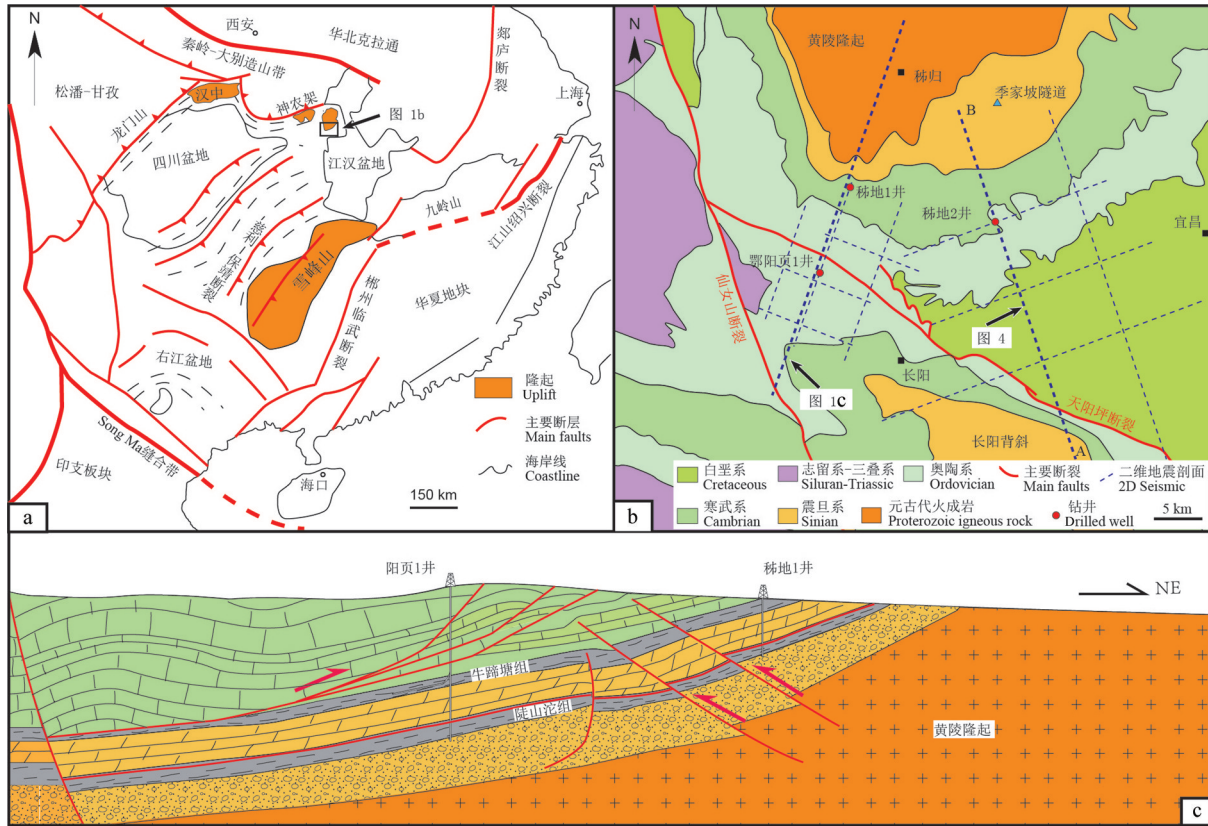 N
西安
秦岭-大别造山带
华北克拉通
郯庐断裂
松潘-甘孜
汉中
神农架
图 1b
上海
龙门山
四川盆地
江汉盆地
九岭山
江山绍兴断裂
慈利-保靖断裂
雪峰山
郴州临武断裂
华夏地块
右江盆地
隆起
Uplift
主要断层
Main faults
海岸线
Coastline
Song Ma缝合带
印支板块
海口
150 km
a
N
黄陵隆起
秭归
季家坡隧道
B
秭地1井
秭地2井
宜昌
鄂阳页1井
仙女山断裂
图 4
长阳
图 1c
天阳坪断裂
长阳背斜
A
白垩系
Cretaceous
志留系-三叠系
Siluran-Triassic
奥陶系
Ordovician
主要断裂
Main faults
二维地震剖面
2D Seismic
寒武系
Cambrian
震旦系
Sinian
元古代火成岩
Proterozoic igneous rock
钻井
Drilled well
5 km
b
阳页1井
秭地1井
NE
牛蹄塘组
陡山沱组
黄陵隆起
c